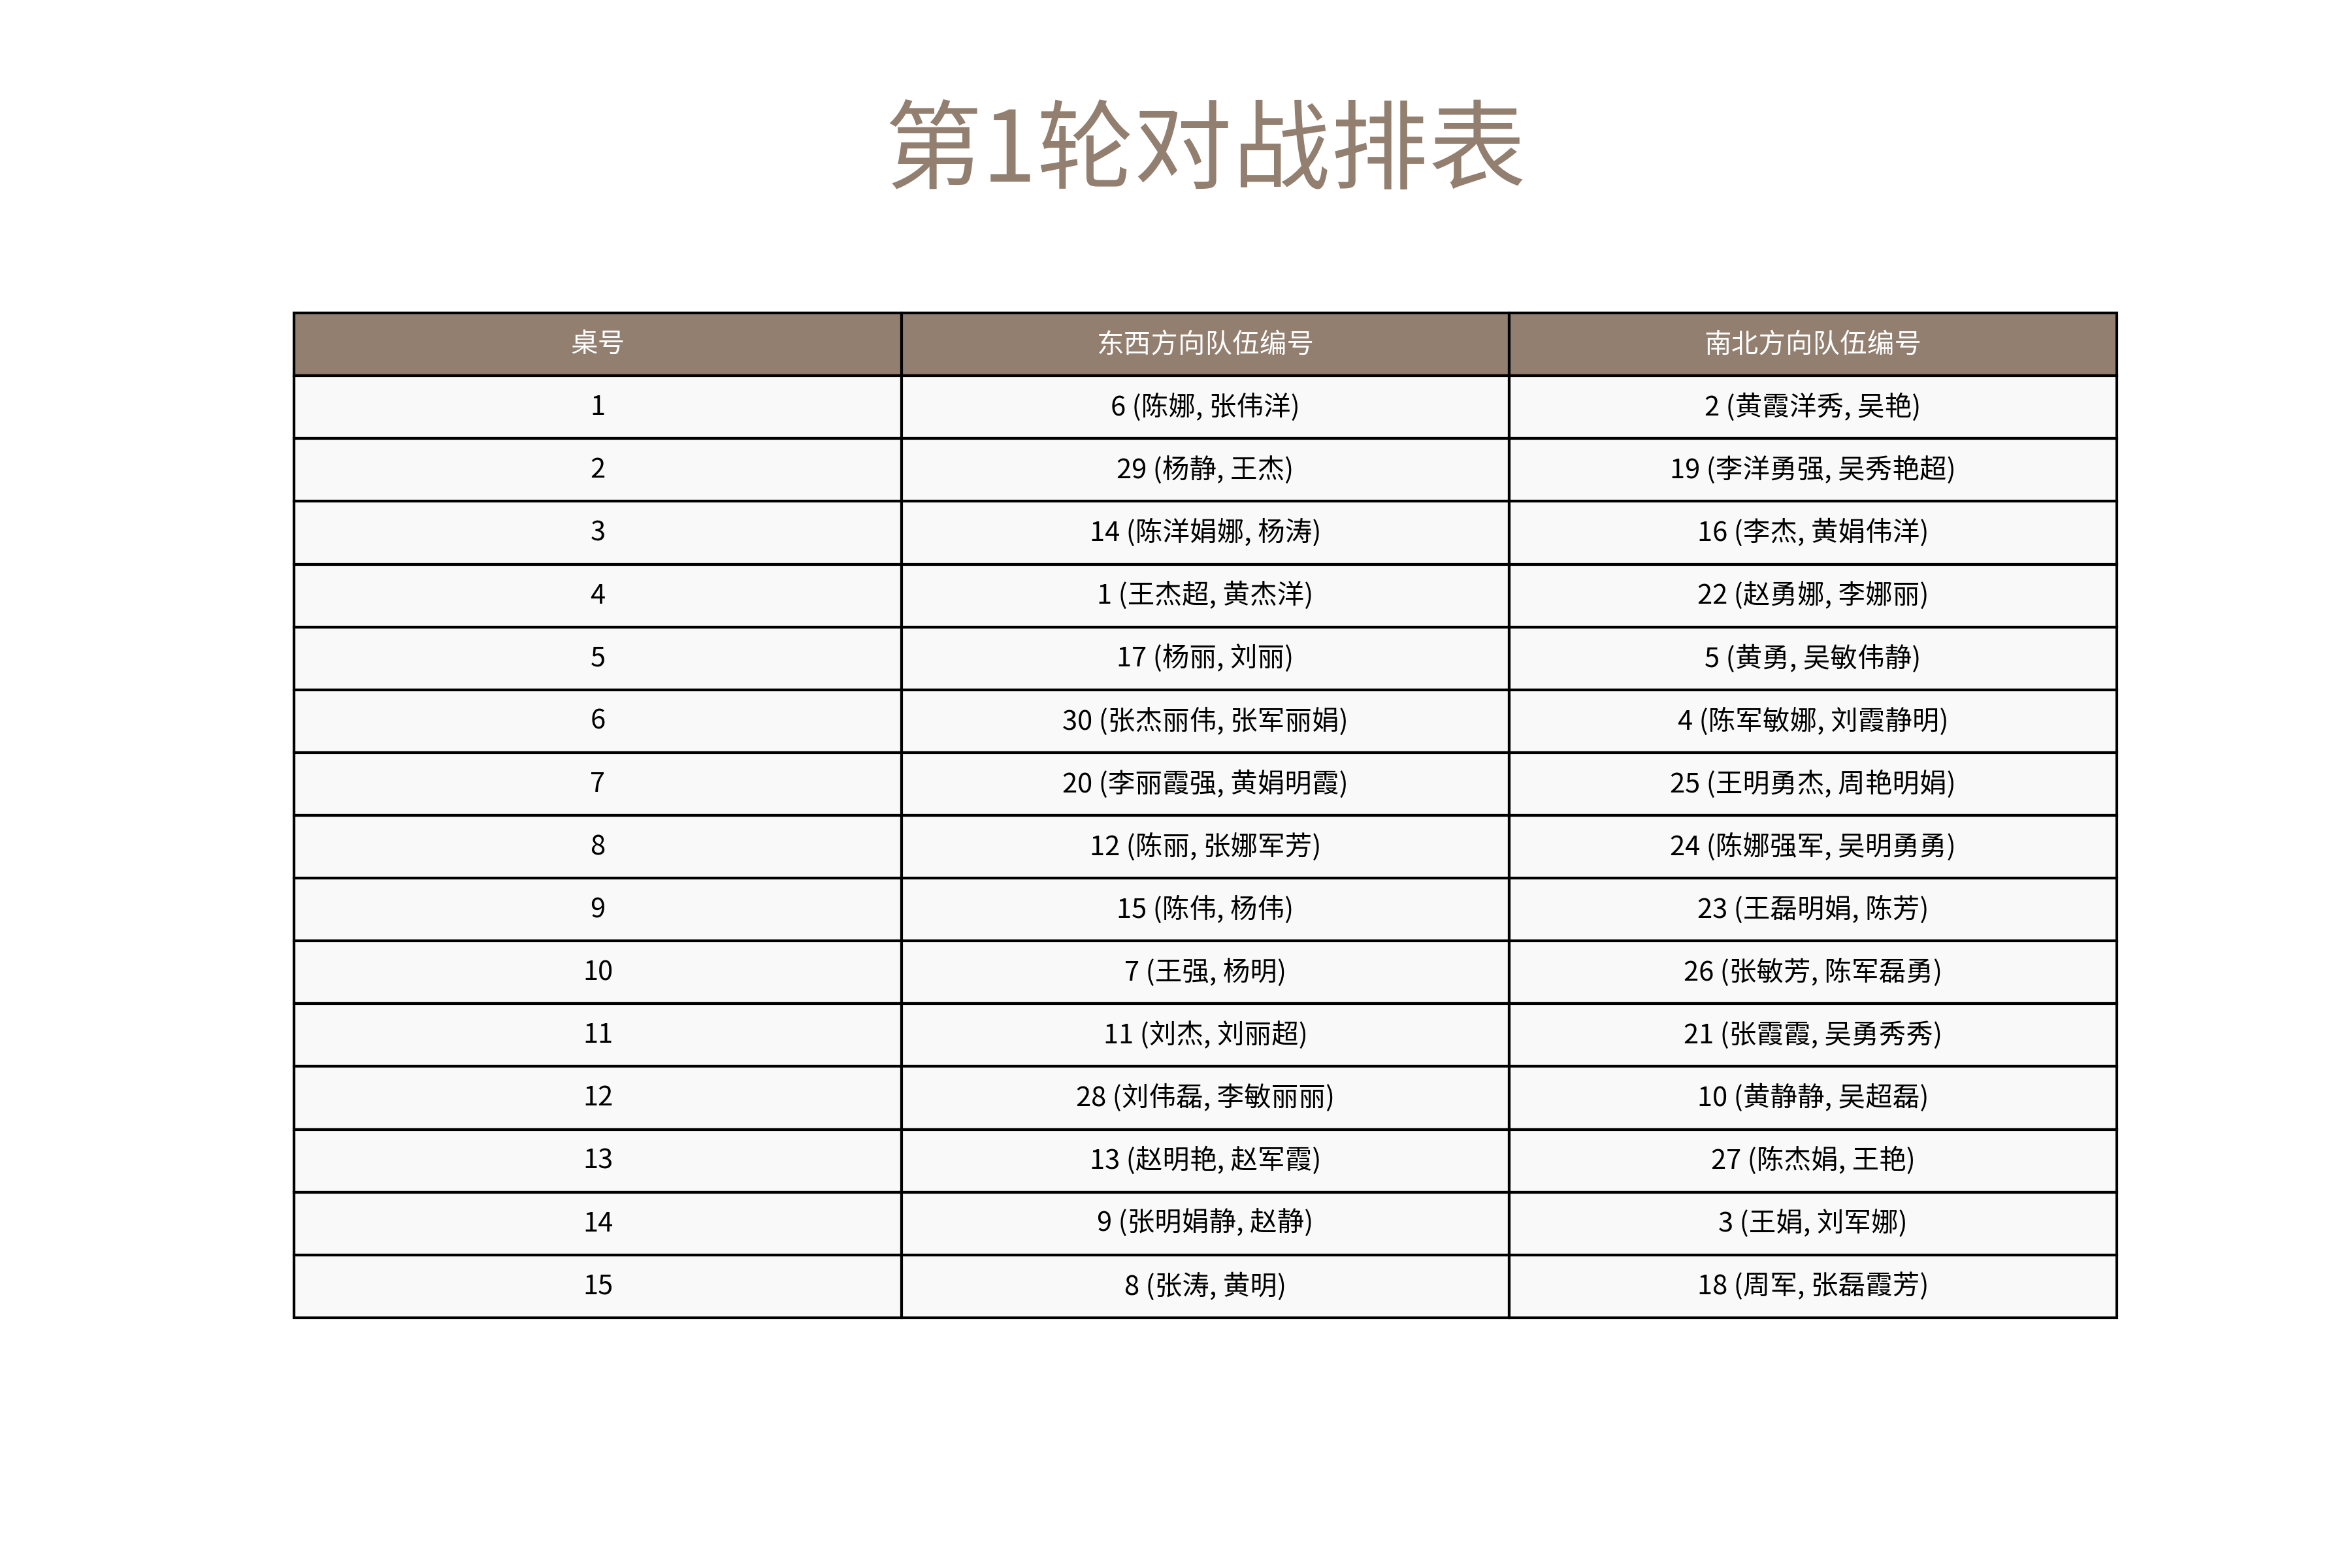 第1轮对战排表
桌号 东西方向队伍编号 南北方向队伍编号
1 6 (陈娜, 张伟洋) 2 (黄霞洋秀, 吴艳)
2 29 (杨静, 王杰) 19 (李洋勇强, 吴秀艳超)
3 14 (陈洋娟娜, 杨涛) 16 (李杰, 黄娟伟洋)
4 1 (王杰超, 黄杰洋) 22 (赵勇娜, 李娜丽)
5 17 (杨丽, 刘丽) 5 (黄勇, 吴敏伟静)
6 30 (张杰丽伟, 张军丽娟) 4 (陈军敏娜, 刘霞静明)
7 20 (李丽霞强, 黄娟明霞) 25 (王明勇杰, 周艳明娟)
8 12 (陈丽, 张娜军芳) 24 (陈娜强军, 吴明勇勇)
9 15 (陈伟, 杨伟) 23 (王磊明娟, 陈芳)
10 7 (王强, 杨明) 26 (张敏芳, 陈军磊勇)
11 11 (刘杰, 刘丽超) 21 (张霞霞, 吴勇秀秀)
12 28 (刘伟磊, 李敏丽丽) 10 (黄静静, 吴超磊)
13 13 (赵明艳, 赵军霞) 27 (陈杰娟, 王艳)
14 9 (张明娟静, 赵静) 3 (王娟, 刘军娜)
15 8 (张涛, 黄明) 18 (周军, 张磊霞芳)